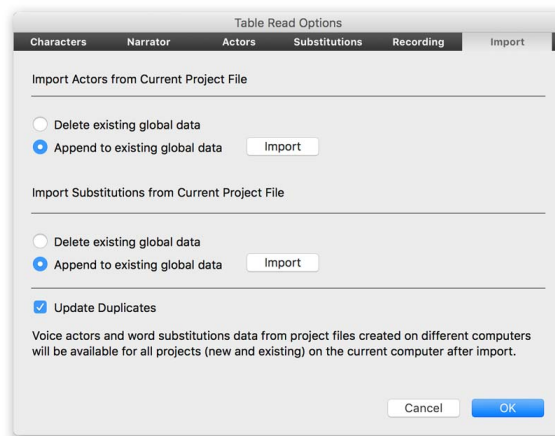 Table Read Options
Characters Narrator Actors Substitutions Recording Import
Import Actors from Current Project File
Delete existing global data
Append to existing global data Import
Import Substitutions from Current Project File
Delete existing global data
Append to existing global data Import
Update Duplicates
Voice actors and word substitutions data from project files created on different computers
will be available for all projects (new and existing) on the current computer after import.
Cancel OK